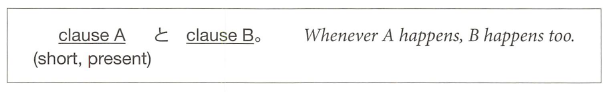 clause A と clause B。 Whenever A happens, B happens too.
(short, present)